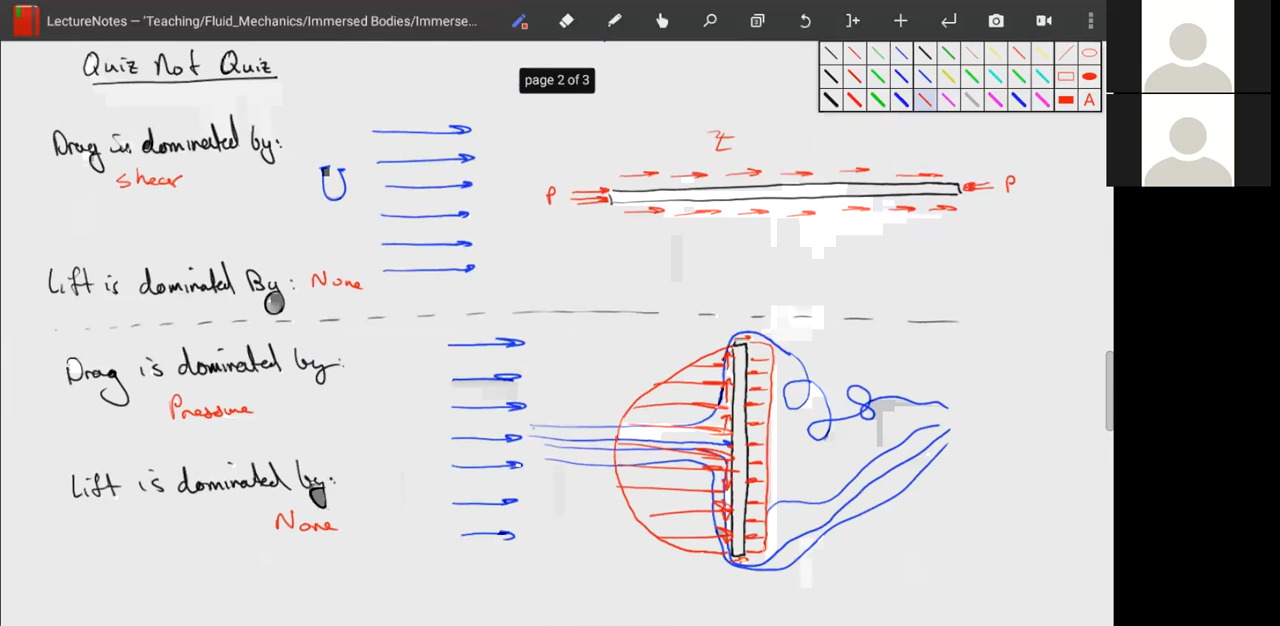 LectureNotes — 'Teaching/Fluid_Mechanics/Immersed Bodies/Immerse...
Quiz Not Quiz
page 2 of 3
A
Drag is dominated by:
Shear
U
τ
P
P
Lift is dominated By: None
Drag is dominated by:
Pressure
Lift is dominated by:
None